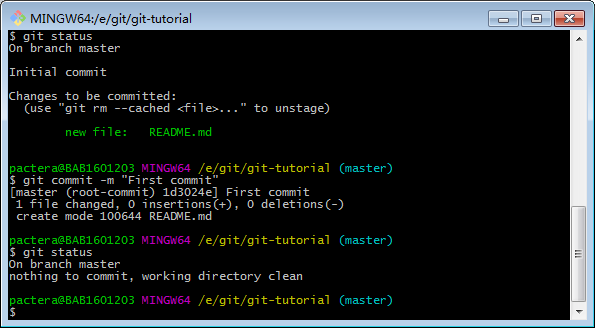 MINGW64:/e/git/git-tutorial
$ git status
On branch master
Initial commit
Changes to be committed:
  (use "git rm --cached <file>..." to unstage)
        new file:   README.md
pactera@BAB1601203 MINGW64 /e/git/git-tutorial (master)
$ git commit -m "First commit"
[master (root-commit) 1d3024e] First commit
 1 file changed, 0 insertions(+), 0 deletions(-)
 create mode 100644 README.md
pactera@BAB1601203 MINGW64 /e/git/git-tutorial (master)
$ git status
On branch master
nothing to commit, working directory clean
pactera@BAB1601203 MINGW64 /e/git/git-tutorial (master)
$